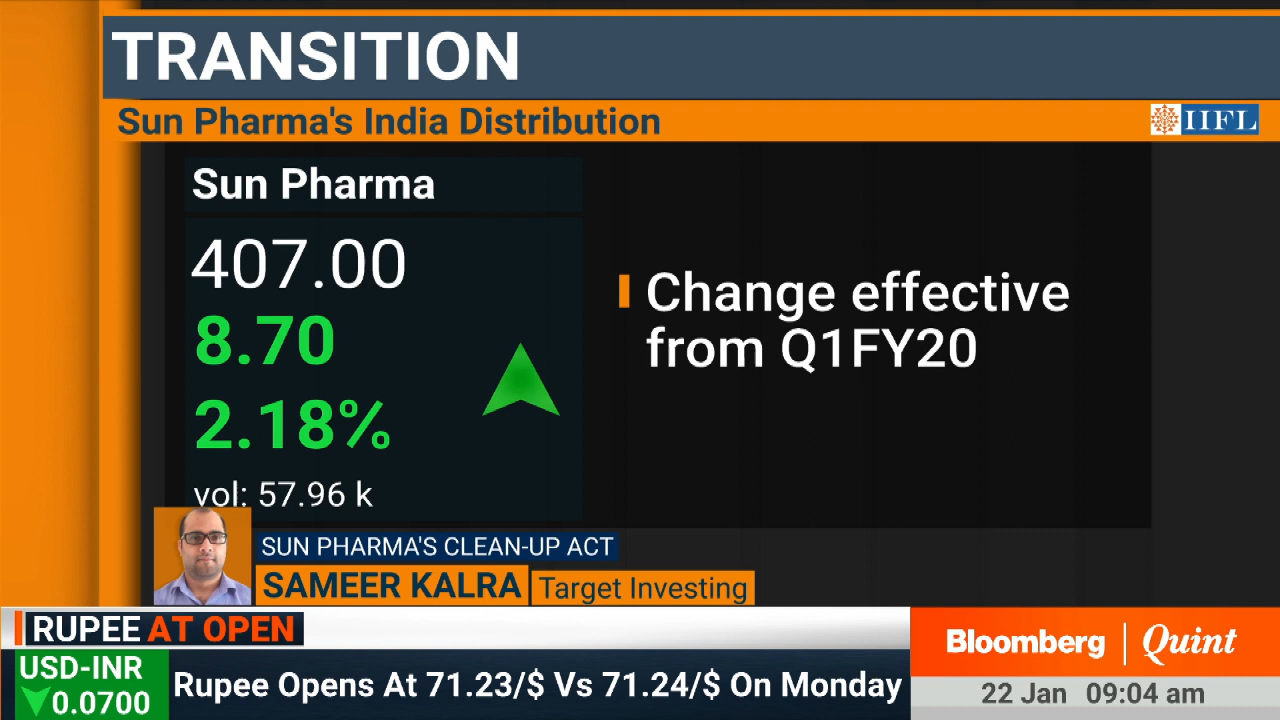 TRANSITION
Sun Pharma's India Distribution
IIFL
Sun Pharma
407.00
8.70
2.18%
vol: 57.96 k
Change effective
from Q1FY20
SUN PHARMA'S CLEAN-UP ACT
SAMEER KALRA Target Investing
RUPEE AT OPEN
USD-INR
0.0700
Rupee Opens At 71.23/$ Vs 71.24/$ On Monday
Bloomberg | Quint
22 Jan 09:04 am